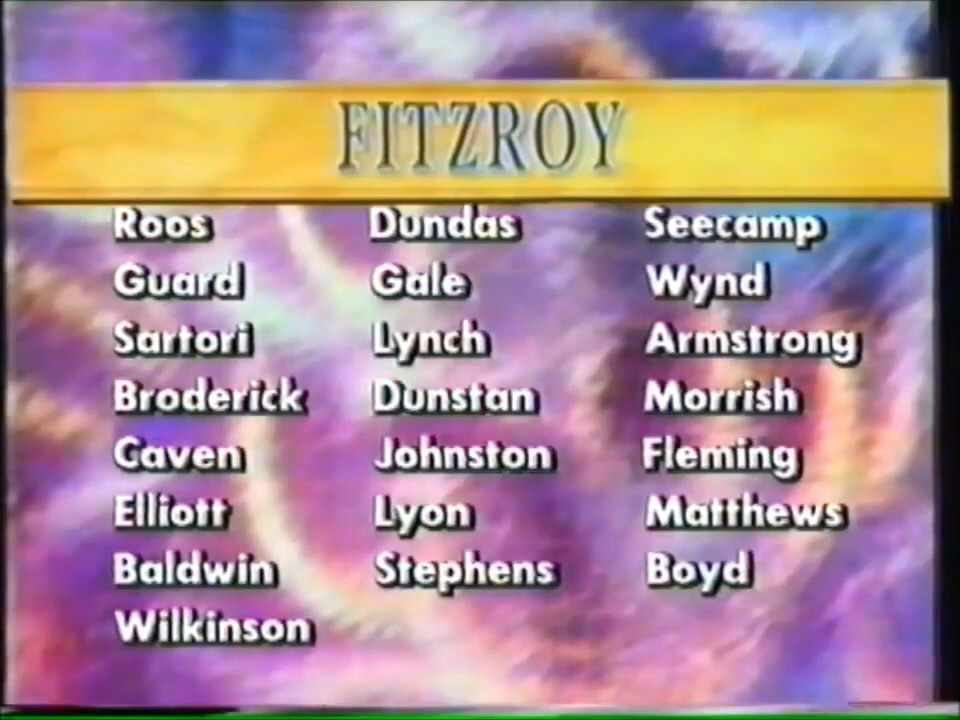 FITZROY
Roos Dundas Seecamp
Guard Gale Wynd
Sartori Lynch Armstrong
Broderick Dunstan Morrish
Caven Johnston Fleming
Elliott Lyon Matthews
Baldwin Stephens Boyd
Wilkinson